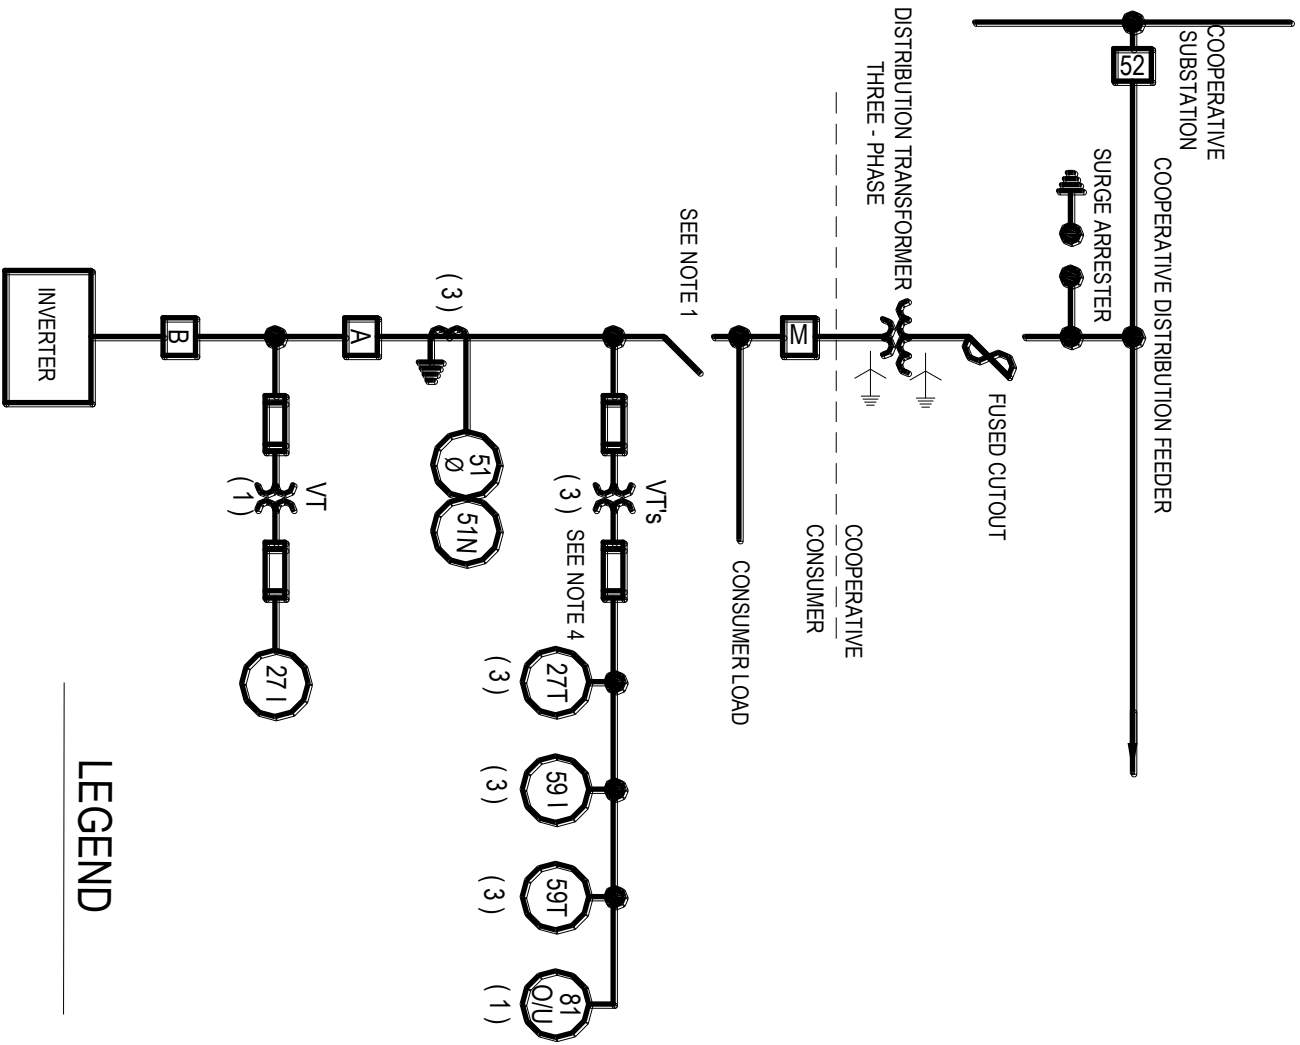 COOPERATIVE
SUBSTATION
52
COOPERATIVE DISTRIBUTION FEEDER
SURGE ARRESTER
FUSED CUTOUT
DISTRIBUTION TRANSFORMER
THREE - PHASE
COOPERATIVE
CONSUMER
M
CONSUMER LOAD
SEE NOTE 1
VT's
( 3 )
SEE NOTE 4
27T
( 3 )
59 I
( 3 )
59T
( 3 )
81
O/U
( 1 )
( 3 )
51
Ø
51N
A
VT
( 1 )
27 I
B
INVERTER
LEGEND